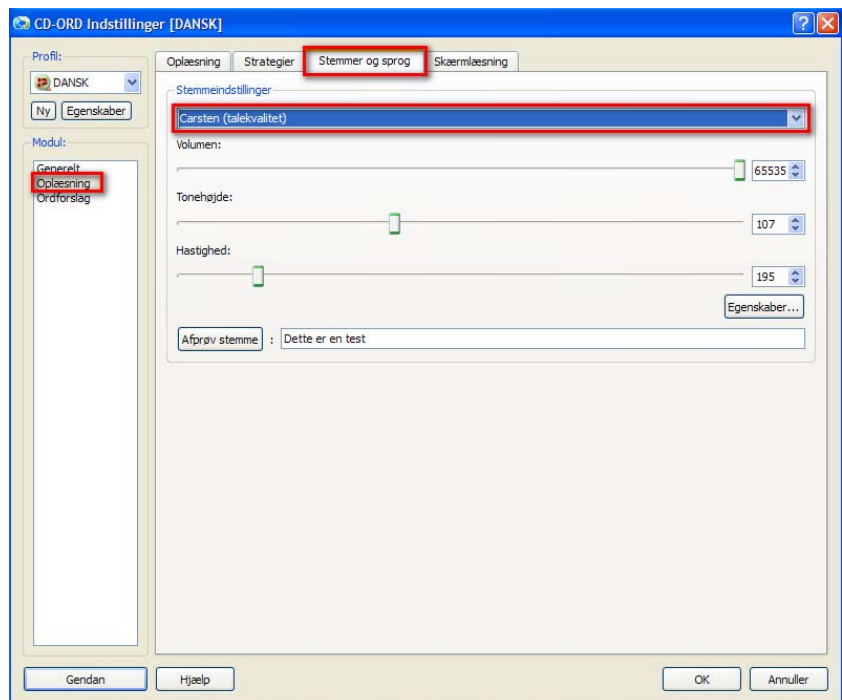 CD-ORD Indstillinger [DANSK]
Profil:
DANSK
Ny Egenskaber
Modul:
Generelt
Oplæsning
Ordforslag
Oplæsning Strategier Stemmer og sprog Skærmlæsning
Stemmeindstillinger
Carsten (talekvalitet)
Volumen:
65535
Tonehøjde:
107
Hastighed:
195
Egenskaber...
Afprøv stemme : Dette er en test
Gendan Hjælp OK Annuller